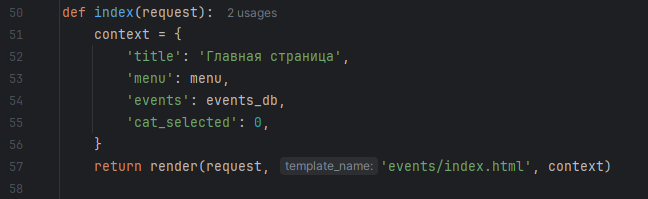 50 def index(request): 2 usages
51 context = {
52 'title': 'Главная страница',
53 'menu': menu,
54 'events': events_db,
55 'cat_selected': 0,
56 }
57 return render(request, template_name: 'events/index.html', context)
58